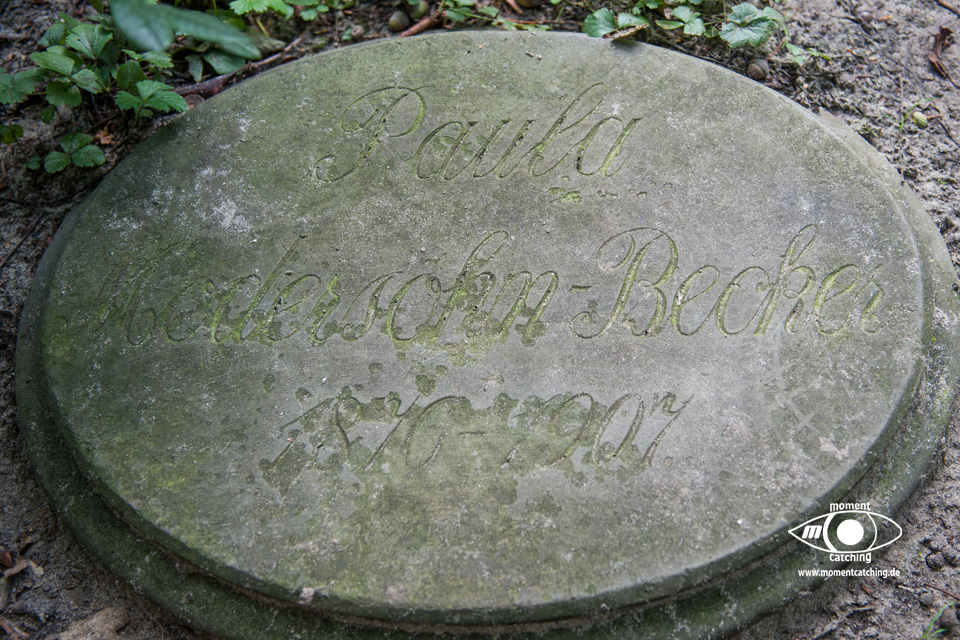 Paula
Modersohn-Becker
1876-1907.
moment
m
catching
www.momentcatching.de